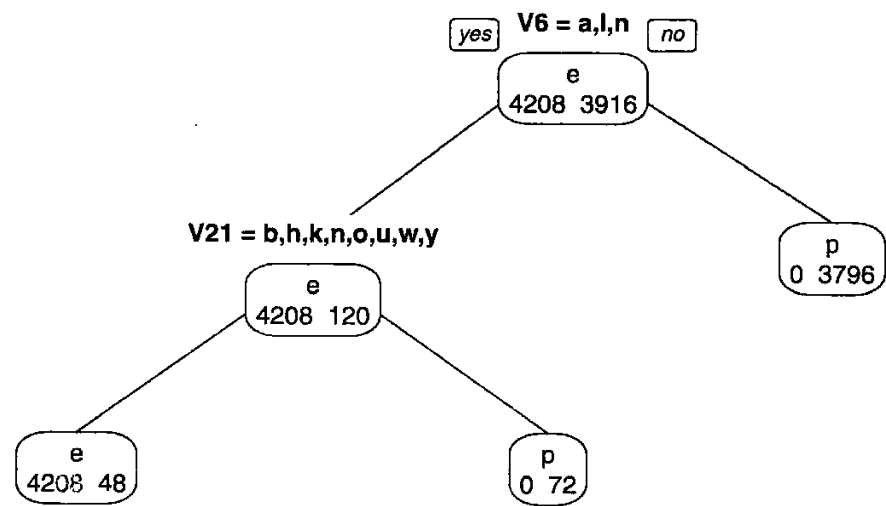 yes V6 = a,l,n no
e
4208 3916
V21 = b,h,k,n,o,u,w,y
p
0 3796
e
4208 120
e
4208 48
p
0 72